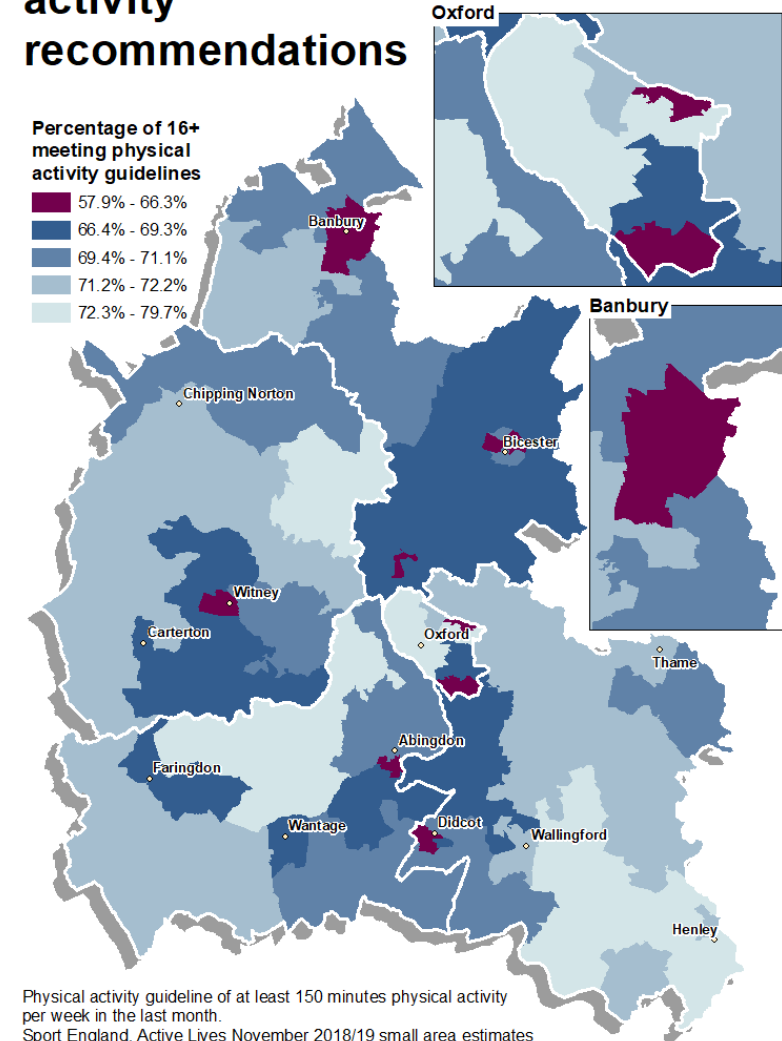 activity
recommendations
Percentage of 16+
meeting physical
activity guidelines
57.9% - 66.3%
66.4% - 69.3%
69.4% - 71.1%
71.2% - 72.2%
72.3% - 79.7%
Oxford
Banbury
Banbury
Chipping Norton
Bicester
Witney
Carterton
Oxford
Thame
Abingdon
Faringdon
Wantage
Didcot
Wallingford
Henley
Physical activity guideline of at least 150 minutes physical activity
per week in the last month.
Sport England, Active Lives November 2018/19 small area estimates